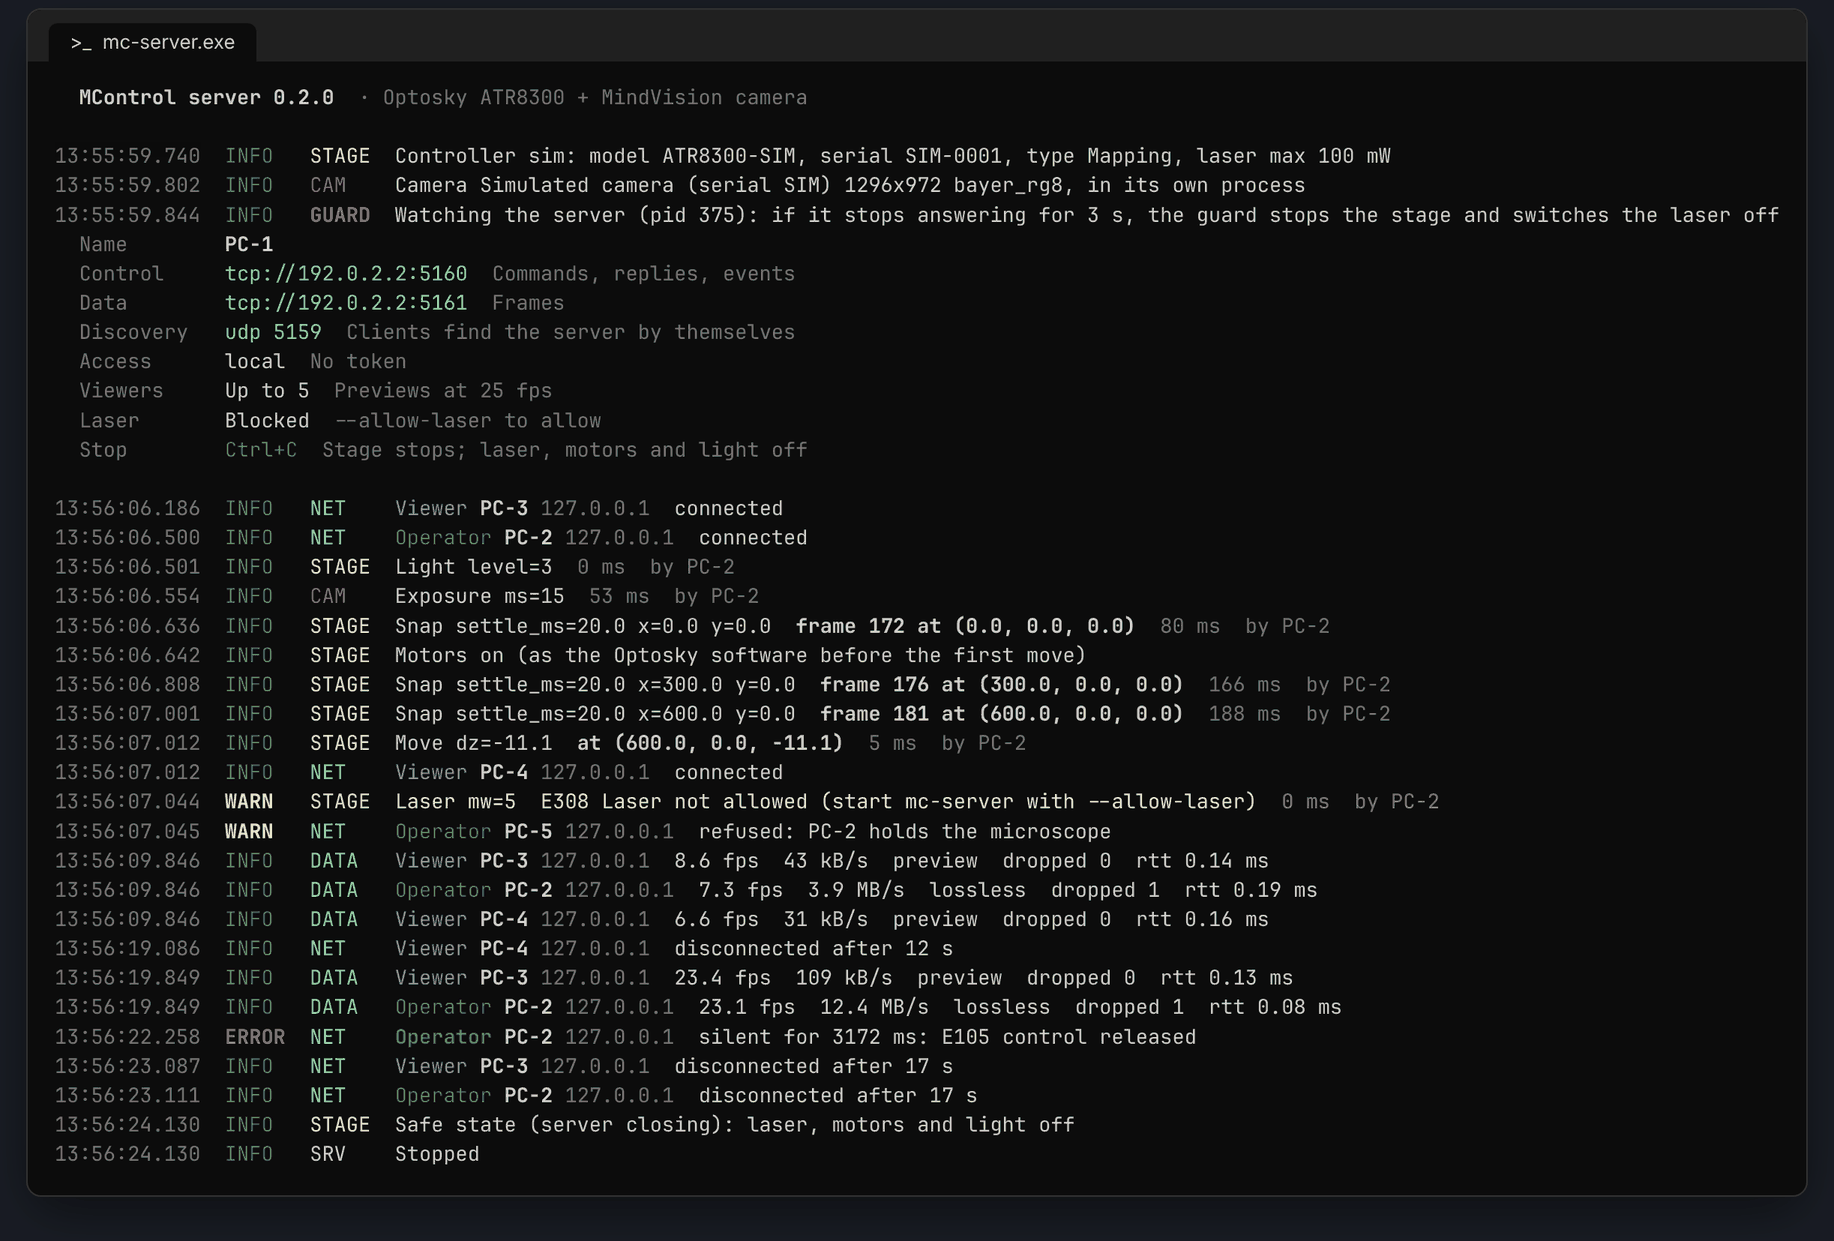 >_ mc-server.exe
MControl server 0.2.0 · Optosky ATR8300 + MindVision camera
13:55:59.740 INFO STAGE Controller sim: model ATR8300-SIM, serial SIM-0001, type Mapping, laser max 100 mW
13:55:59.802 INFO CAM Camera Simulated camera (serial SIM) 1296x972 bayer_rg8, in its own process
13:55:59.844 INFO GUARD Watching the server (pid 375): if it stops answering for 3 s, the guard stops the stage and switches the laser off
Name PC-1
Control tcp://192.0.2.2:5160 Commands, replies, events
Data tcp://192.0.2.2:5161 Frames
Discovery udp 5159 Clients find the server by themselves
Access local No token
Viewers Up to 5 Previews at 25 fps
Laser Blocked --allow-laser to allow
Stop Ctrl+C Stage stops; laser, motors and light off
13:56:06.186 INFO NET Viewer PC-3 127.0.0.1 connected
13:56:06.500 INFO NET Operator PC-2 127.0.0.1 connected
13:56:06.501 INFO STAGE Light level=3 0 ms by PC-2
13:56:06.554 INFO CAM Exposure ms=15 53 ms by PC-2
13:56:06.636 INFO STAGE Snap settle_ms=20.0 x=0.0 y=0.0 frame 172 at (0.0, 0.0, 0.0) 80 ms by PC-2
13:56:06.642 INFO STAGE Motors on (as the Optosky software before the first move)
13:56:06.808 INFO STAGE Snap settle_ms=20.0 x=300.0 y=0.0 frame 176 at (300.0, 0.0, 0.0) 166 ms by PC-2
13:56:07.001 INFO STAGE Snap settle_ms=20.0 x=600.0 y=0.0 frame 181 at (600.0, 0.0, 0.0) 188 ms by PC-2
13:56:07.012 INFO STAGE Move dz=-11.1 at (600.0, 0.0, -11.1) 5 ms by PC-2
13:56:07.012 INFO NET Viewer PC-4 127.0.0.1 connected
13:56:07.044 WARN STAGE Laser mw=5 E308 Laser not allowed (start mc-server with --allow-laser) 0 ms by PC-2
13:56:07.045 WARN NET Operator PC-5 127.0.0.1 refused: PC-2 holds the microscope
13:56:09.846 INFO DATA Viewer PC-3 127.0.0.1 8.6 fps 43 kB/s preview dropped 0 rtt 0.14 ms
13:56:09.846 INFO DATA Operator PC-2 127.0.0.1 7.3 fps 3.9 MB/s lossless dropped 1 rtt 0.19 ms
13:56:09.846 INFO DATA Viewer PC-4 127.0.0.1 6.6 fps 31 kB/s preview dropped 0 rtt 0.16 ms
13:56:19.086 INFO NET Viewer PC-4 127.0.0.1 disconnected after 12 s
13:56:19.849 INFO DATA Viewer PC-3 127.0.0.1 23.4 fps 109 kB/s preview dropped 0 rtt 0.13 ms
13:56:19.849 INFO DATA Operator PC-2 127.0.0.1 23.1 fps 12.4 MB/s lossless dropped 1 rtt 0.08 ms
13:56:22.258 ERROR NET Operator PC-2 127.0.0.1 silent for 3172 ms: E105 control released
13:56:23.087 INFO NET Viewer PC-3 127.0.0.1 disconnected after 17 s
13:56:23.111 INFO NET Operator PC-2 127.0.0.1 disconnected after 17 s
13:56:24.130 INFO STAGE Safe state (server closing): laser, motors and light off
13:56:24.130 INFO SRV Stopped